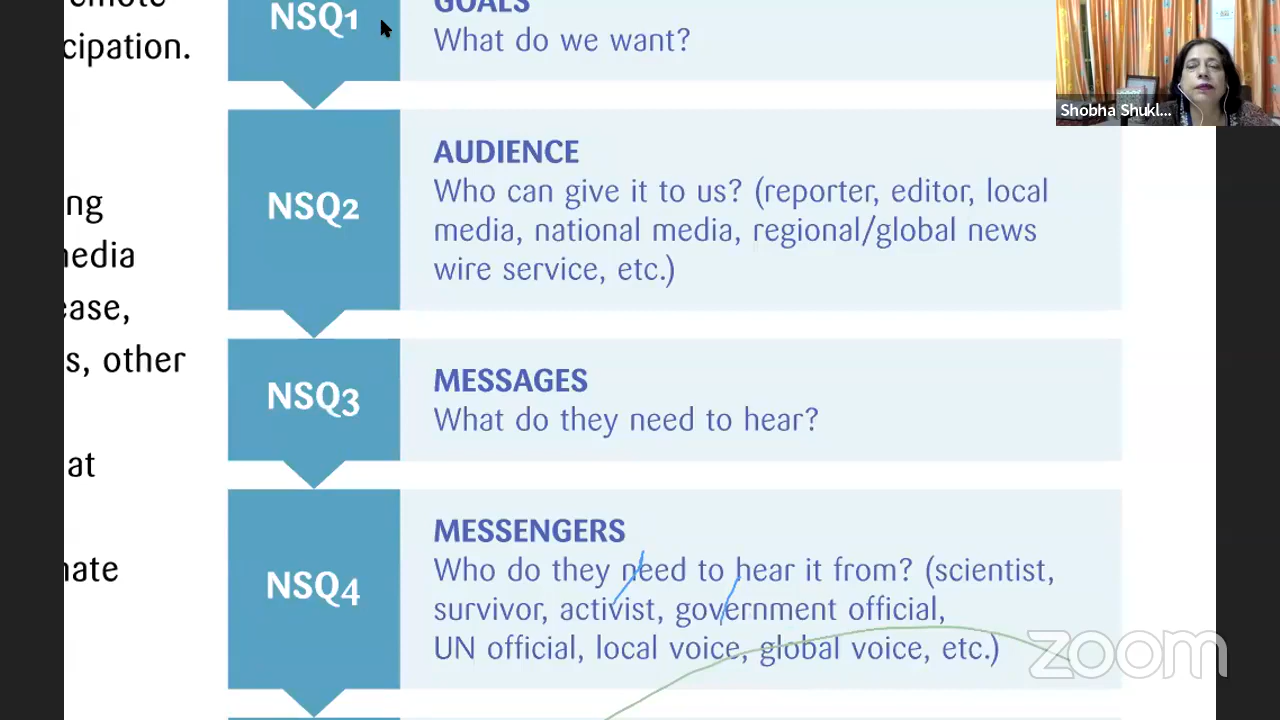 cipation.
NSQ1
GOALS
What do we want?
Shobha Shukl...
NSQ2
AUDIENCE
Who can give it to us? (reporter, editor, local
media, national media, regional/global news
wire service, etc.)
ng
edia
ease,
s, other
NSQ3
MESSAGES
What do they need to hear?
at
NSQ4
MESSENGERS
Who do they need to hear it from? (scientist,
survivor, activist, government official,
UN official, local voice, global voice, etc.)
nate
zoom